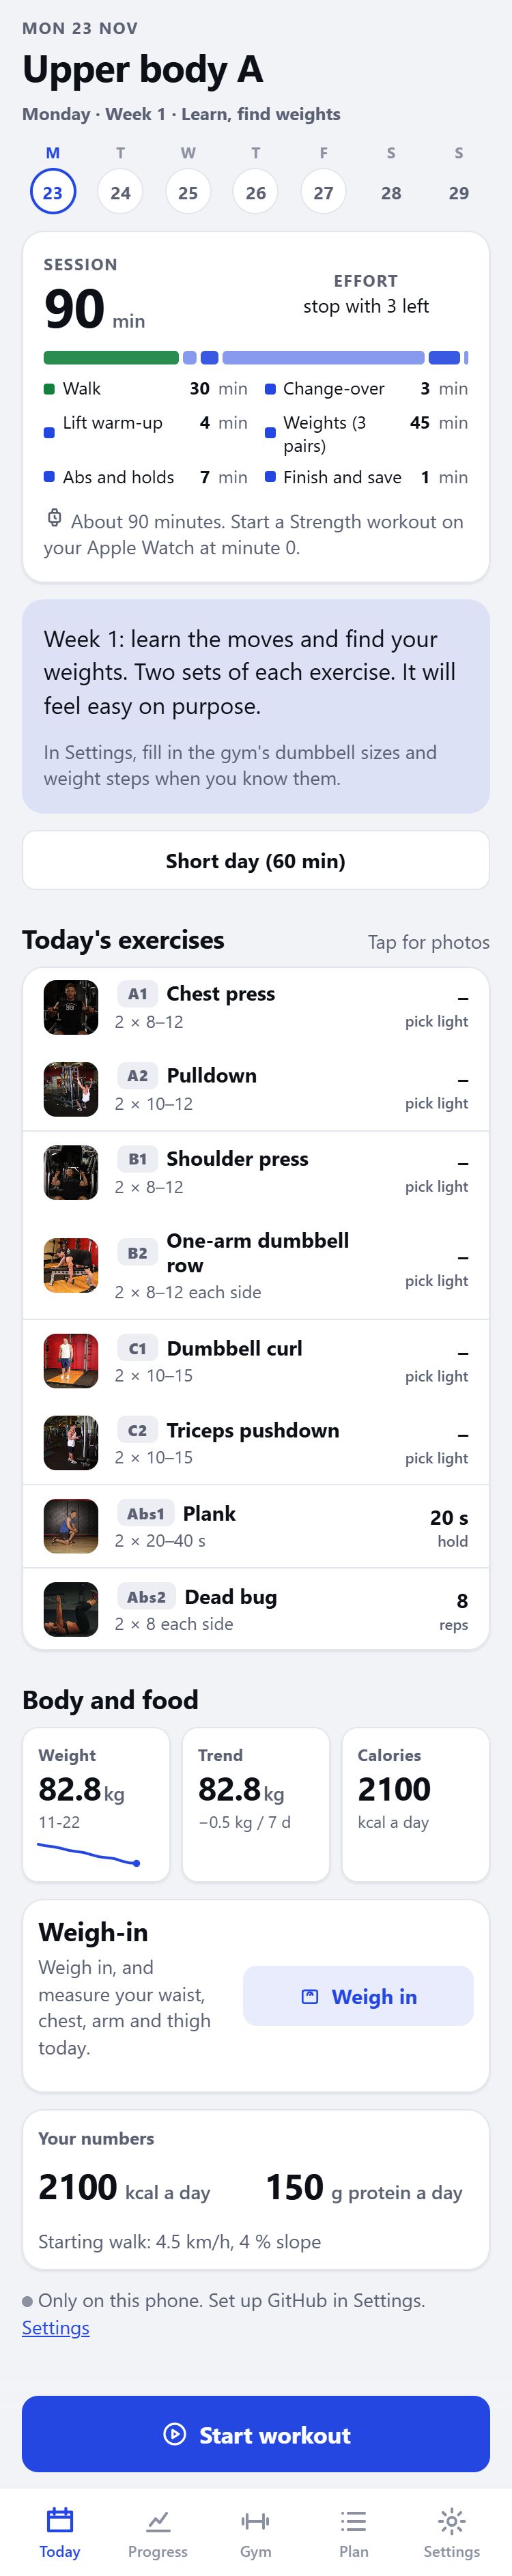 MON 23 NOV
Upper body A
Monday · Week 1 · Learn, find weights
M T W T F S S
23 24 25 26 27 28 29
SESSION
90 min
EFFORT
stop with 3 left
Walk 30 min
Change-over 3 min
Lift warm-up 4 min
Weights (3
pairs) 45 min
Abs and holds 7 min
Finish and save 1 min
About 90 minutes. Start a Strength workout on
your Apple Watch at minute 0.
Week 1: learn the moves and find your
weights. Two sets of each exercise. It will
feel easy on purpose.
In Settings, fill in the gym's dumbbell sizes and
weight steps when you know them.
Short day (60 min)
Today's exercises
Tap for photos
A1 Chest press –
2 × 8–12 pick light
A2 Pulldown –
2 × 10–12 pick light
B1 Shoulder press –
2 × 8–12 pick light
B2 One-arm dumbbell
row –
2 × 8–12 each side pick light
C1 Dumbbell curl –
2 × 10–15 pick light
C2 Triceps pushdown –
2 × 10–15 pick light
Abs1 Plank 20 s
2 × 20–40 s hold
Abs2 Dead bug 8
2 × 8 each side reps
Body and food
Weight
82.8 kg
11-22
Trend
82.8 kg
−0.5 kg / 7 d
Calories
2100
kcal a day
Weigh-in
Weigh in, and
measure your waist,
chest, arm and thigh
today.
Weigh in
Your numbers
2100 kcal a day 150 g protein a day
Starting walk: 4.5 km/h, 4 % slope
Only on this phone. Set up GitHub in Settings.
Settings
Start workout
Today Progress Gym Plan Settings